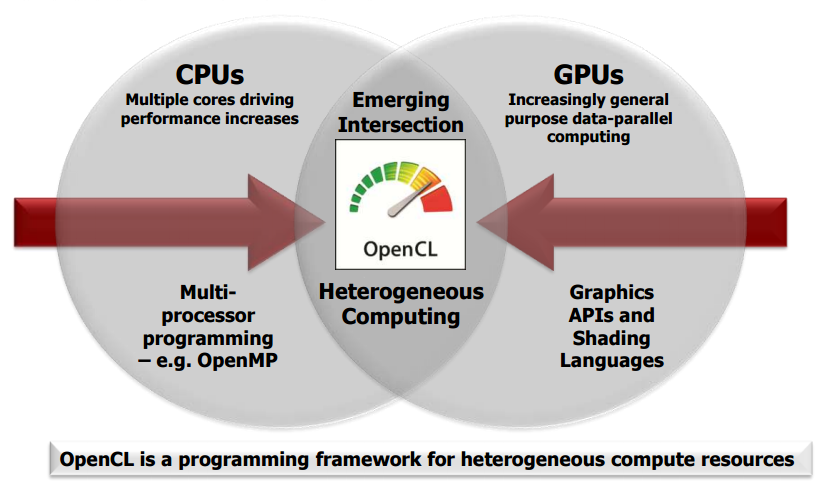 CPUs
Multiple cores driving
performance increases
Multi-
processor
programming
– e.g. OpenMP
Emerging
Intersection
OpenCL
Heterogeneous
Computing
GPUs
Increasingly general
purpose data-parallel
computing
Graphics
APIs and
Shading
Languages
OpenCL is a programming framework for heterogeneous compute resources